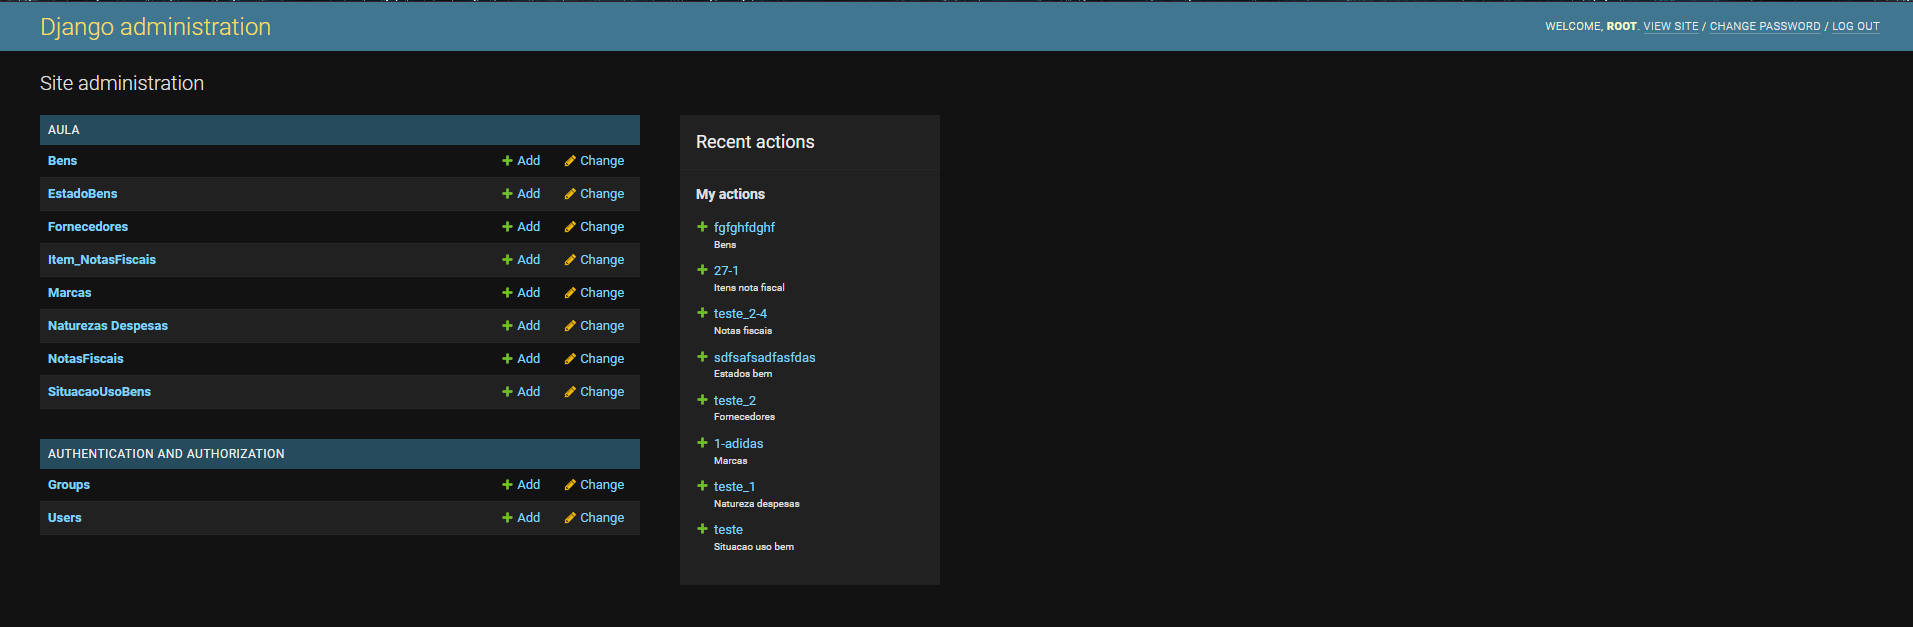 Django administration
WELCOME, ROOT. VIEW SITE / CHANGE PASSWORD / LOG OUT
Site administration
AULA
Bens Add Change
EstadoBens Add Change
Fornecedores Add Change
Item_NotasFiscais Add Change
Marcas Add Change
Naturezas Despesas Add Change
NotasFiscais Add Change
SituacaoUsoBens Add Change
AUTHENTICATION AND AUTHORIZATION
Groups Add Change
Users Add Change
Recent actions
My actions
fgfghfdghf
Bens
27-1
Itens nota fiscal
teste_2-4
Notas fiscais
sdfsafsadfasfdas
Estados bem
teste_2
Fornecedores
1-adidas
Marcas
teste_1
Natureza despesas
teste
Situacao uso bem